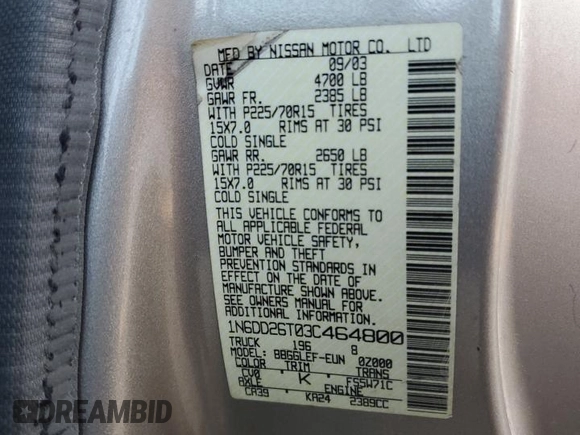 MFD BY NISSAN MOTOR CO. LTD
DATE 09/03
GVWR 4700 LB
GAWR FR. 2385 LB
WITH P225/70R15 TIRES
15X7.0 RIMS AT 30 PSI
COLD SINGLE
GAWR RR. 2650 LB
WITH P225/70R15 TIRES
15X7.0 RIMS AT 30 PSI
COLD SINGLE
THIS VEHICLE CONFORMS TO
ALL APPLICABLE FEDERAL
MOTOR VEHICLE SAFETY,
BUMPER AND THEFT
PREVENTION STANDARDS IN
EFFECT ON THE DATE OF
MANUFACTURE SHOWN ABOVE.
SEE OWNERS MANUAL FOR
ADDITIONAL INFORMATION.
1N6DD26T03C464800
TRUCK 196 8
MODEL: BBGGLEF-EUN 0Z000
COLOR TRIM TRANS
CV0 K FS5W71C
AXLE ENGINE
CA39 KA24 2389CC
DREAMBID